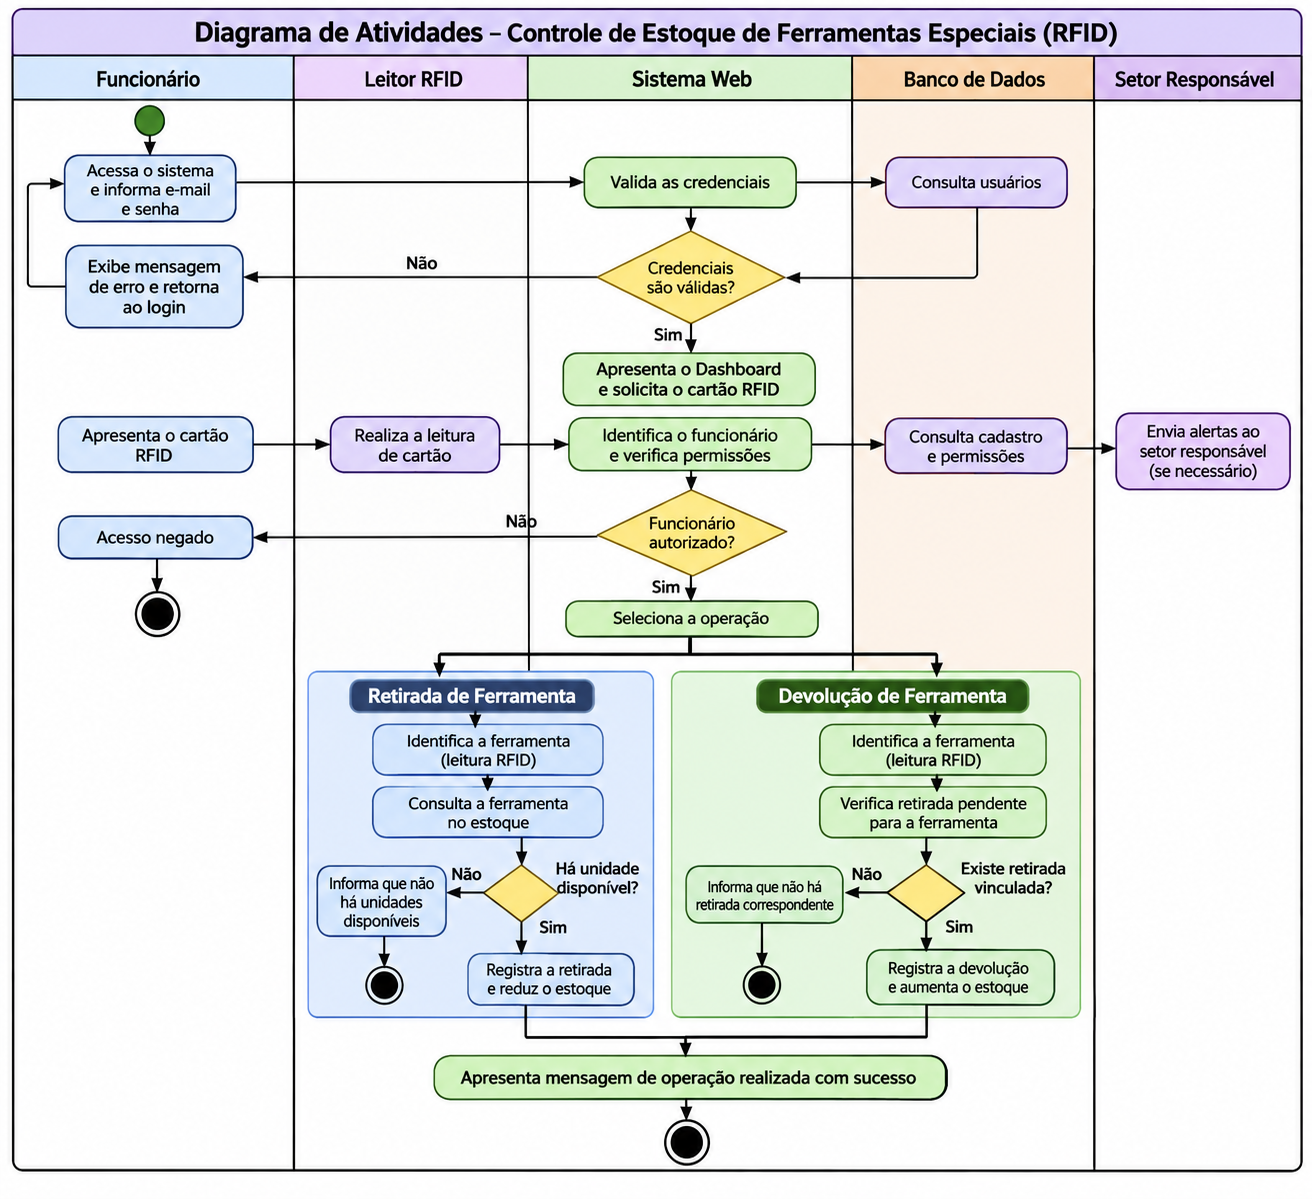 Diagrama de Atividades – Controle de Estoque de Ferramentas Especiais (RFID)
Funcionário
Leitor RFID
Sistema Web
Banco de Dados
Setor Responsável
Acessa o sistema
e informa e-mail
e senha
Valida as credenciais
Consulta usuários
Exibe mensagem
de erro e retorna
ao login
Não
Credenciais
são válidas?
Sim
Apresenta o Dashboard
e solicita o cartão RFID
Apresenta o cartão
RFID
Realiza a leitura
de cartão
Identifica o funcionário
e verifica permissões
Consulta cadastro
e permissões
Envia alertas ao
setor responsável
(se necessário)
Acesso negado
Não
Funcionário
autorizado?
Sim
Seleciona a operação
Retirada de Ferramenta
Identifica a ferramenta
(leitura RFID)
Consulta a ferramenta
no estoque
Há unidade
disponível?
Não
Informa que não
há unidades
disponíveis
Sim
Registra a retirada
e reduz o estoque
Devolução de Ferramenta
Identifica a ferramenta
(leitura RFID)
Verifica retirada pendente
para a ferramenta
Existe retirada
vinculada?
Não
Informa que não há
retirada correspondente
Sim
Registra a devolução
e aumenta o estoque
Apresenta mensagem de operação realizada com sucesso